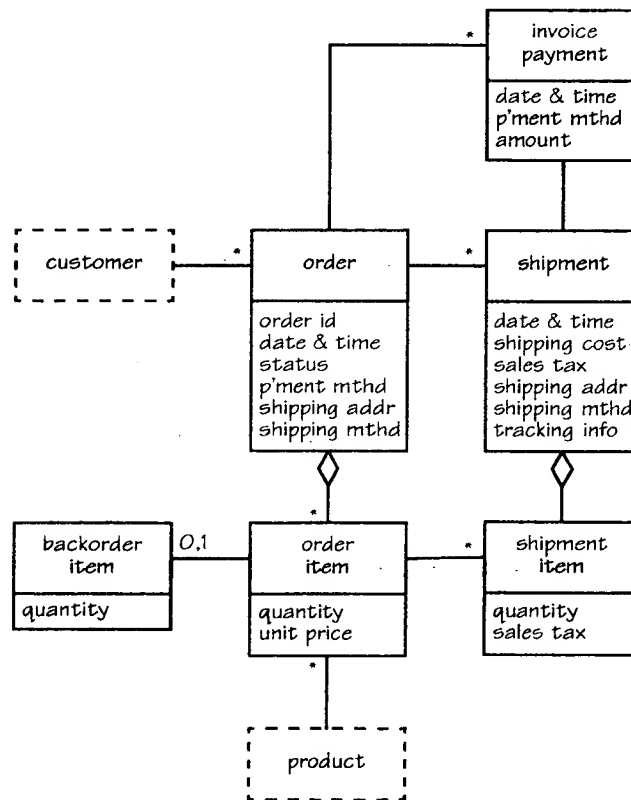 *
invoice
payment
date & time
p'ment mthd
amount
customer
*
order
*
shipment
order id
date & time
status
p'ment mthd
shipping addr
shipping mthd
date & time
shipping cost
sales tax
shipping addr
shipping mthd
tracking info
*
backorder
item
0,1
order
item
*
shipment
item
quantity
quantity
unit price
quantity
sales tax
*
product